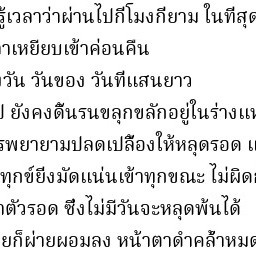 รู้เวลาว่าผ่านไปกี่โมงกี่ยาม ในที่สุด
าเหยียบเข้าค่อนคืน
วัน วันของ วันที่แสนยาว
ยังคงดิ้นรนขลุกขลักอยู่ในร่างแห
รพยายามปลดเปลื้องให้หลุดรอด แ
ทุกข์ยิ่งมัดแน่นเข้าทุกขณะ ไม่ผิด
าตัวรอด ซึ่งไม่มีวันจะหลุดพ้นได้
ยก็ผ่ายผอมลง หน้าตาดำคล้ำหมด